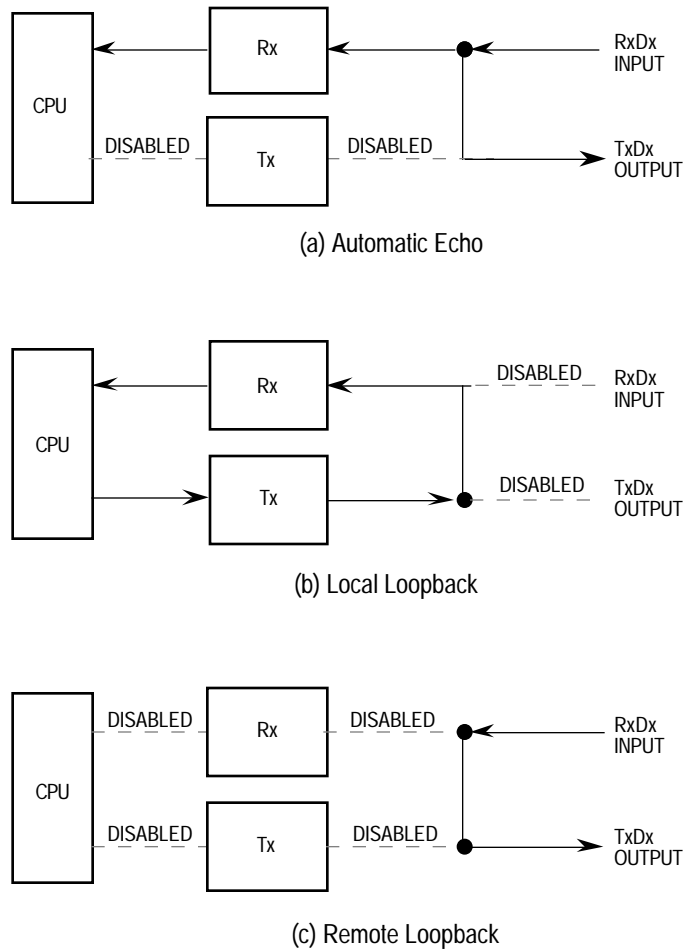 Rx
RxDx
INPUT
CPU
DISABLED
Tx
DISABLED
TxDx
OUTPUT
(a) Automatic Echo
Rx
DISABLED
RxDx
INPUT
CPU
Tx
DISABLED
TxDx
OUTPUT
(b) Local Loopback
DISABLED
Rx
DISABLED
RxDx
INPUT
CPU
DISABLED
Tx
DISABLED
TxDx
OUTPUT
(c) Remote Loopback